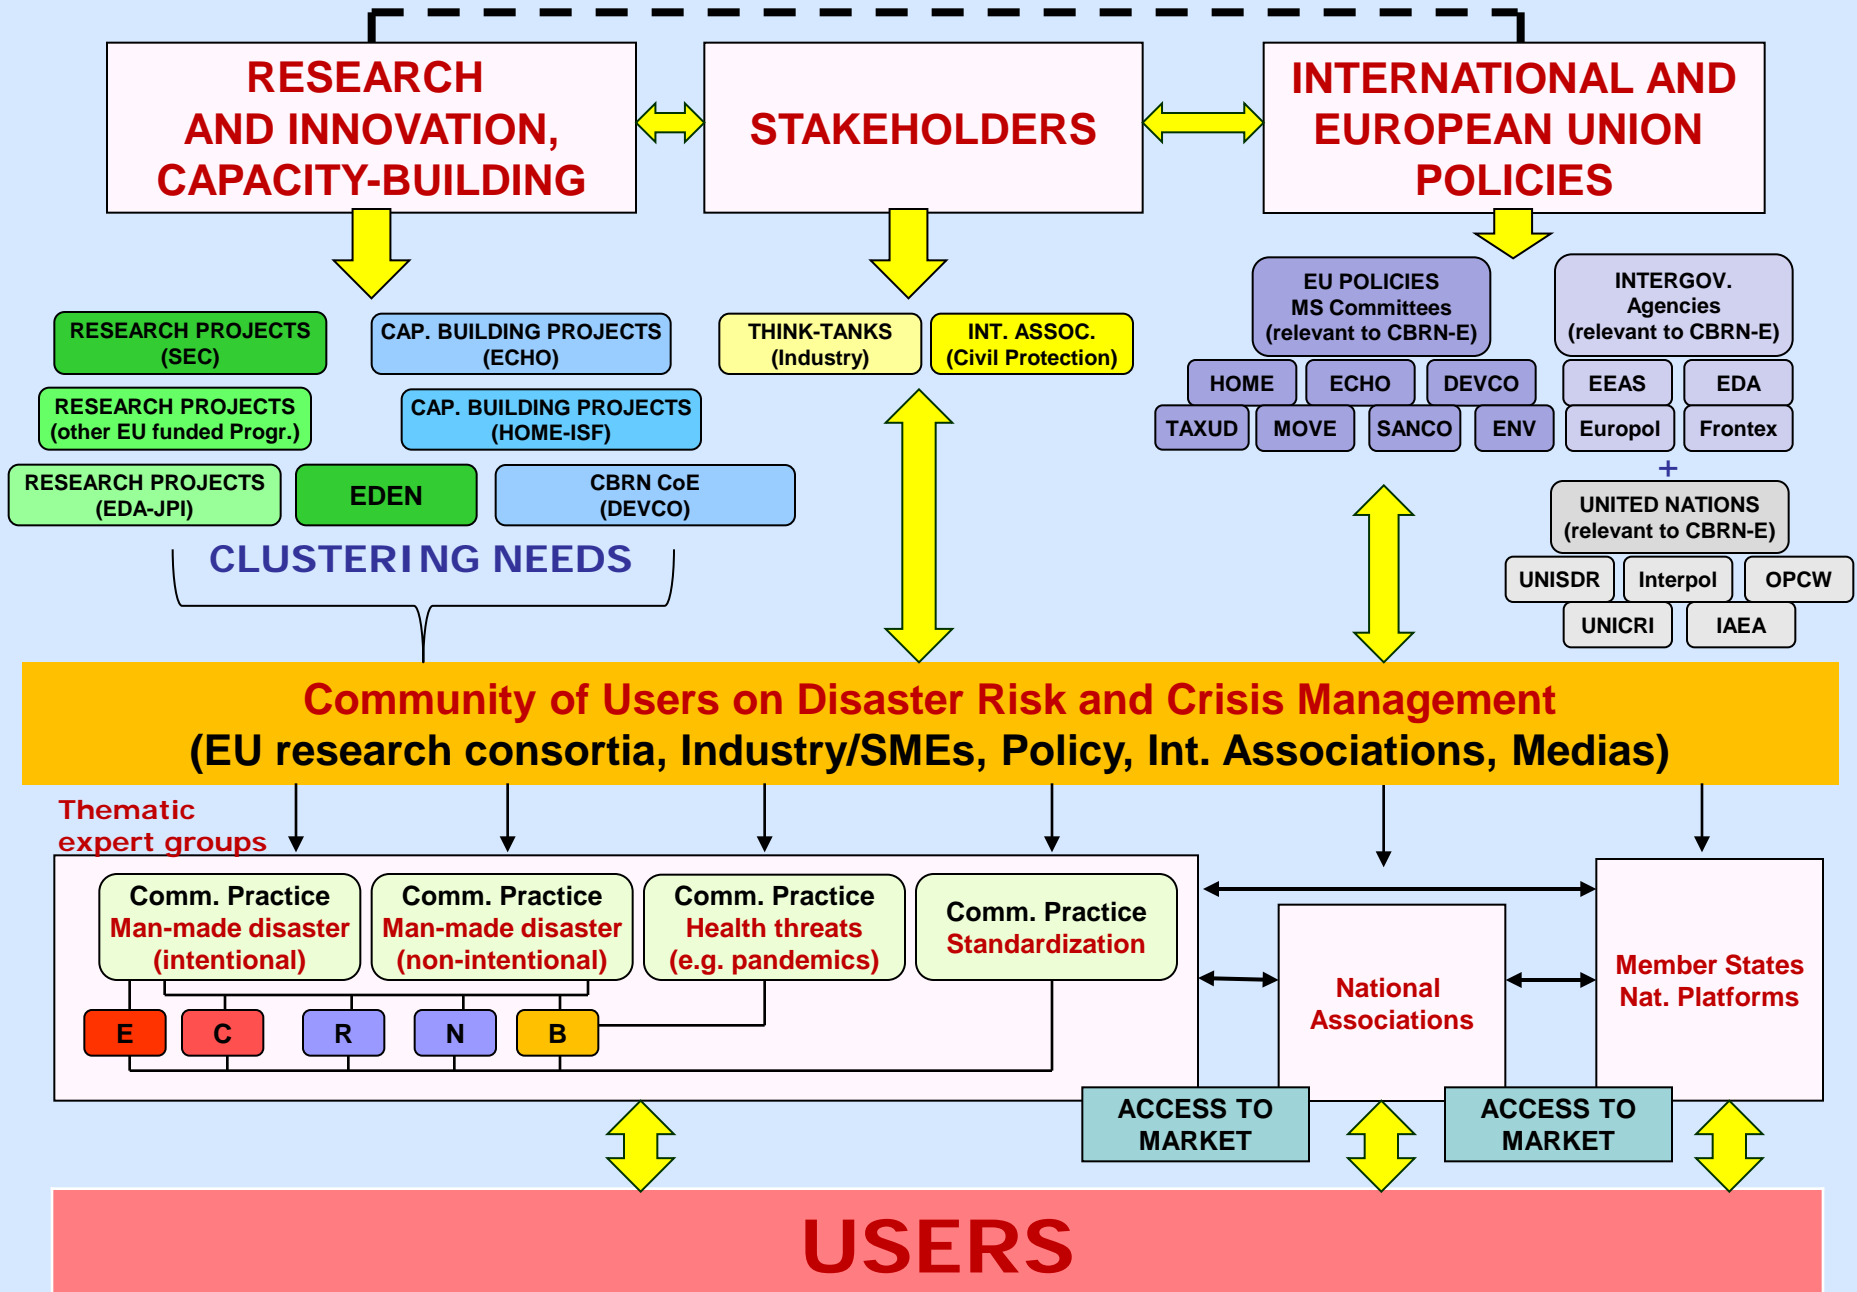 RESEARCH
AND INNOVATION,
CAPACITY-BUILDING
STAKEHOLDERS
INTERNATIONAL AND
EUROPEAN UNION
POLICIES
RESEARCH PROJECTS
(SEC)
CAP. BUILDING PROJECTS
(ECHO)
RESEARCH PROJECTS
(other EU funded Progr.)
CAP. BUILDING PROJECTS
(HOME-ISF)
RESEARCH PROJECTS
(EDA-JPI)
EDEN
CBRN CoE
(DEVCO)
CLUSTERING NEEDS
THINK-TANKS
(Industry)
INT. ASSOC.
(Civil Protection)
EU POLICIES
MS Committees
(relevant to CBRN-E)
HOME
ECHO
DEVCO
TAXUD
MOVE
SANCO
ENV
INTERGOV.
Agencies
(relevant to CBRN-E)
EEAS
EDA
Europol
Frontex
+
UNITED NATIONS
(relevant to CBRN-E)
UNISDR
Interpol
OPCW
UNICRI
IAEA
Community of Users on Disaster Risk and Crisis Management
(EU research consortia, Industry/SMEs, Policy, Int. Associations, Medias)
Thematic
expert groups
Comm. Practice
Man-made disaster
(intentional)
Comm. Practice
Man-made disaster
(non-intentional)
Comm. Practice
Health threats
(e.g. pandemics)
Comm. Practice
Standardization
E
C
R
N
B
National
Associations
Member States
Nat. Platforms
ACCESS TO
MARKET
ACCESS TO
MARKET
USERS